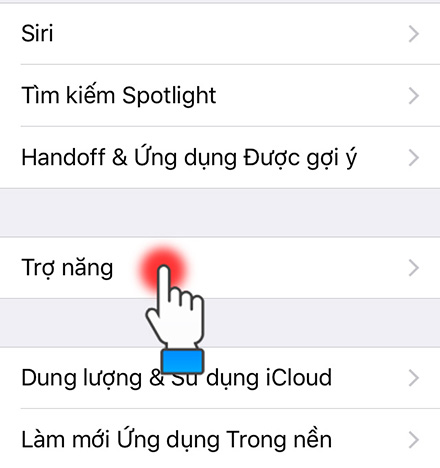 Siri
Tìm kiếm Spotlight
Handoff & Ứng dụng Được gợi ý
Trợ năng
Dung lượng & Sử dụng iCloud
Làm mới Ứng dụng Trong nền